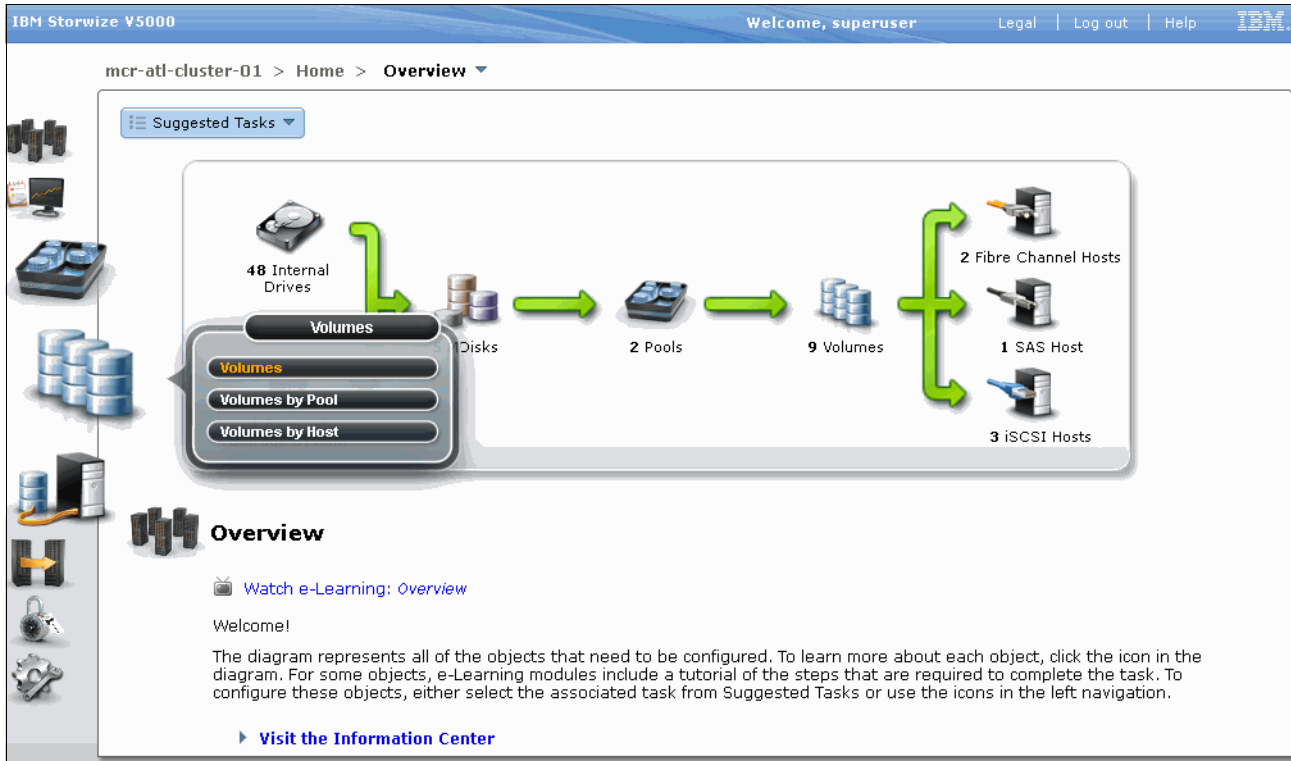 IBM Storwize V5000
Welcome, superuser
Legal | Log out | Help
IBM.
mcr-atl-cluster-01 > Home > Overview
Suggested Tasks
48 Internal
Drives
MDisks
2 Pools
9 Volumes
2 Fibre Channel Hosts
1 SAS Host
3 iSCSI Hosts
Volumes
Volumes
Volumes by Pool
Volumes by Host
Overview
Watch e-Learning: Overview
Welcome!
The diagram represents all of the objects that need to be configured. To learn more about each object, click the icon in the
diagram. For some objects, e-Learning modules include a tutorial of the steps that are required to complete the task. To
configure these objects, either select the associated task from Suggested Tasks or use the icons in the left navigation.
Visit the Information Center